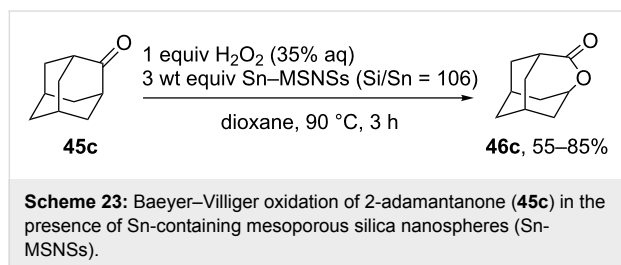 O
1 equiv H₂O₂ (35% aq)
3 wt equiv Sn–MSNSs (Si/Sn = 106)
dioxane, 90 °C, 3 h
45c
O
O
46c, 55–85%
Scheme 23: Baeyer–Villiger oxidation of 2-adamantanone (45c) in the
presence of Sn-containing mesoporous silica nanospheres (Sn-
MSNSs).